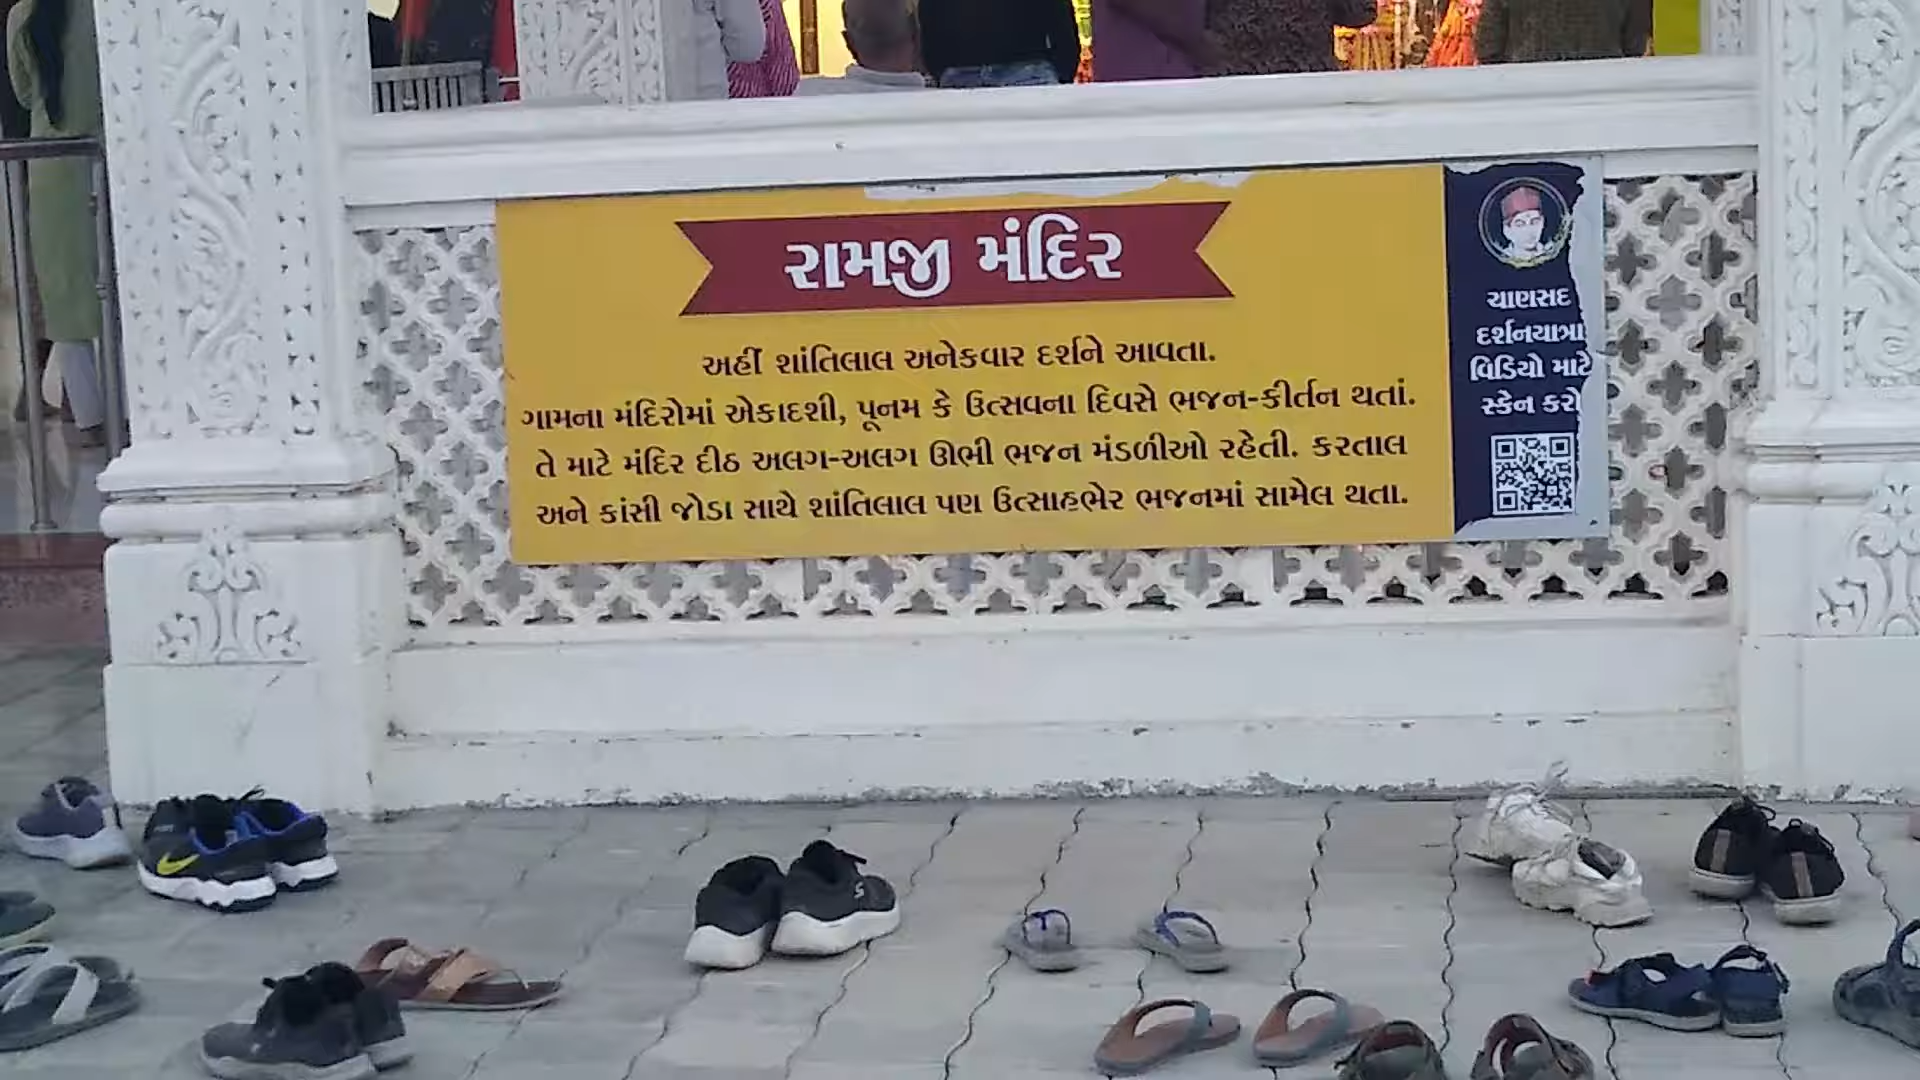 રામજી મંદિર
અહીં શાંતિલાલ અનેકવાર દર્શને આવતા.
ગામના મંદિરોમાં એકાદશી, પૂનમ કે ઉત્સવના દિવસે ભજન-કીર્તન થતાં.
તે માટે મંદિર દીઠ અલગ-અલગ ઊભી ભજન મંડળીઓ રહેતી. કરતાલ
અને કાંસી જોડા સાથે શાંતિલાલ પણ ઉત્સાહભેર ભજનમાં સામેલ થતા.
ચાણસદ
દર્શનયાત્રા
વિડિયો માટે
સ્કેન કરો